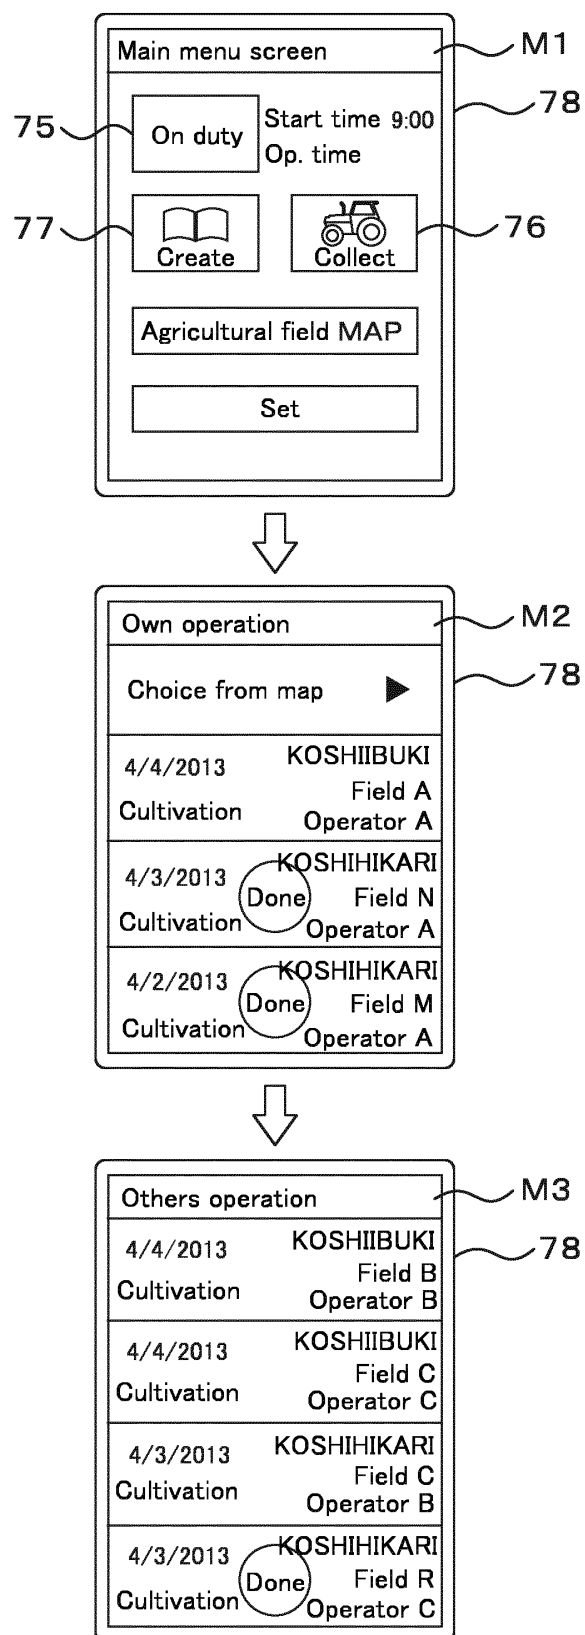 Main menu screen
M1
78
75
On duty
Start time 9:00
Op. time
77
Create
Collect
76
Agricultural field MAP
Set
Own operation
M2
78
Choice from map
4/4/2013
KOSHIIBUKI
Field A
Cultivation
Operator A
4/3/2013
KOSHIHIKARI
Done
Field N
Cultivation
Operator A
4/2/2013
KOSHIHIKARI
Done
Field M
Cultivation
Operator A
Others operation
M3
78
4/4/2013
KOSHIIBUKI
Field B
Cultivation
Operator B
4/4/2013
KOSHIIBUKI
Field C
Cultivation
Operator C
4/3/2013
KOSHIHIKARI
Field C
Cultivation
Operator B
4/3/2013
KOSHIHIKARI
Done
Field R
Cultivation
Operator C